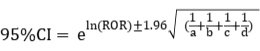 95%CI = e^{ln(ROR)±1.96 √((1/a+1/b+1/c+1/d))}